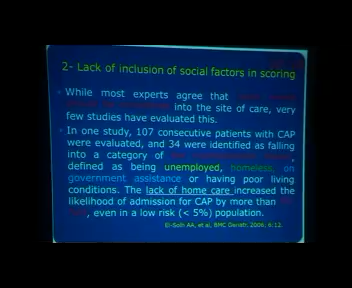 2- Lack of inclusion of social factors in scoring
While most experts agree that
into the site of care, very
few studies have evaluated this.
In one study, 107 consecutive patients with CAP
were evaluated, and 34 were identified as falling
into a category of
defined as being unemployed, homeless, on
government assistance or having poor living
conditions. The lack of home care increased the
likelihood of admission for CAP by more than
, even in a low risk (< 5%) population.
El-Solh AA, et al, BMC Geriatr. 2006; 6:12.